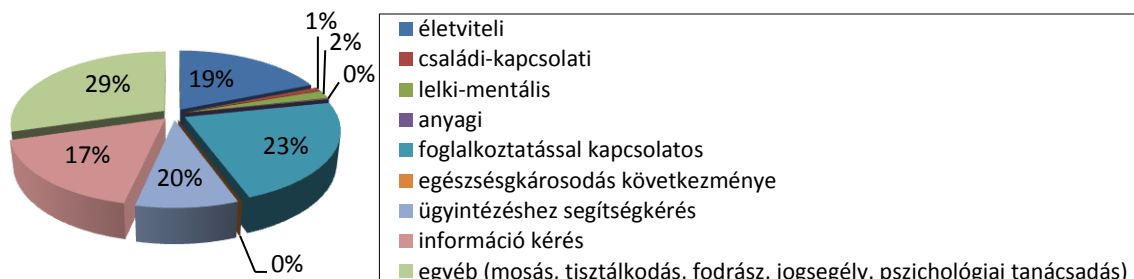 1%
2%
0%
19%
29%
23%
17%
20%
0%
életviteli
családi-kapcsolati
lelki-mentális
anyagi
foglalkoztatással kapcsolatos
egészségkárosodás következménye
ügyintézéshez segítségkérés
információ kérés
egyéb (mosás, tisztálkodás, fodrász, jogsegély, pszichológiai tanácsadás)